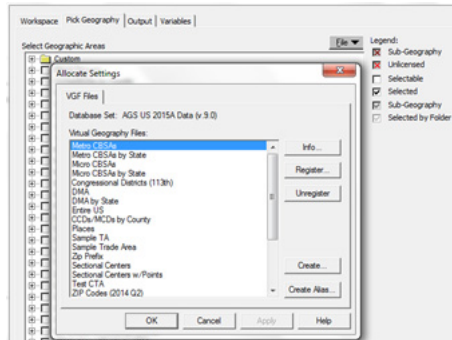 Workspace Pick Geography Output Variables
Select Geographic Areas
File
Legend:
Custom
Sub-Geography
Unlicensed
Selectable
Selected
Sub-Geography
Selected by Folder
Allocate Settings
VGF Files
Database Set: AGS US 2015A Data (v.9.0)
Virtual Geography Files:
Metro CBSAs
Metro CBSAs by State
Micro CBSAs
Micro CBSAs by State
Congressional Districts (113th)
DMA
DMA by State
Entire US
CCDs/MCDs by County
Places
Sample TA
Sample Trade Area
Zip Prefix
Sectional Centers
Sectional Centers w/Points
Test CTA
ZIP Codes (2014 Q2)
Info...
Register...
Unregister
Create...
Create Alias...
OK Cancel Apply Help